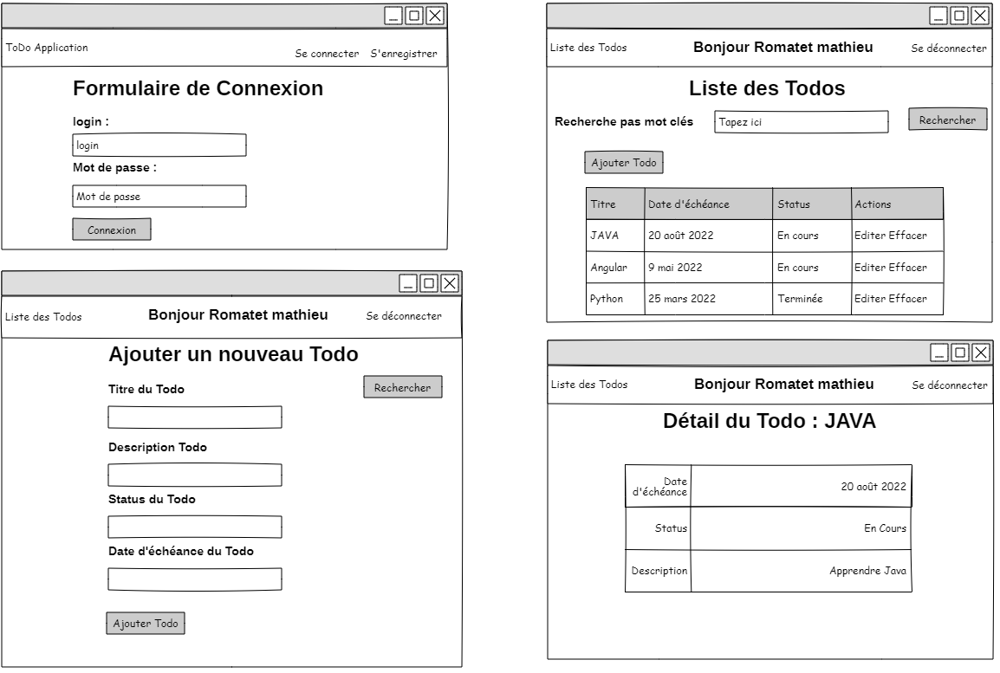 ToDo Application
Se connecter S'enregistrer
Formulaire de Connexion
login :
login
Mot de passe :
Mot de passe
Connexion
Liste des Todos Bonjour Romatet mathieu Se déconnecter
Liste des Todos
Recherche pas mot clés Tapez ici Rechercher
Ajouter Todo
Titre Date d'échéance Status Actions
JAVA 20 août 2022 En cours Editer Effacer
Angular 9 mai 2022 En cours Editer Effacer
Python 25 mars 2022 Terminée Editer Effacer
Liste des Todos Bonjour Romatet mathieu Se déconnecter
Ajouter un nouveau Todo
Titre du Todo Rechercher
Description Todo
Status du Todo
Date d'échéance du Todo
Ajouter Todo
Liste des Todos Bonjour Romatet mathieu Se déconnecter
Détail du Todo : JAVA
Date
d'échéance 20 août 2022
Status En Cours
Description Apprendre Java